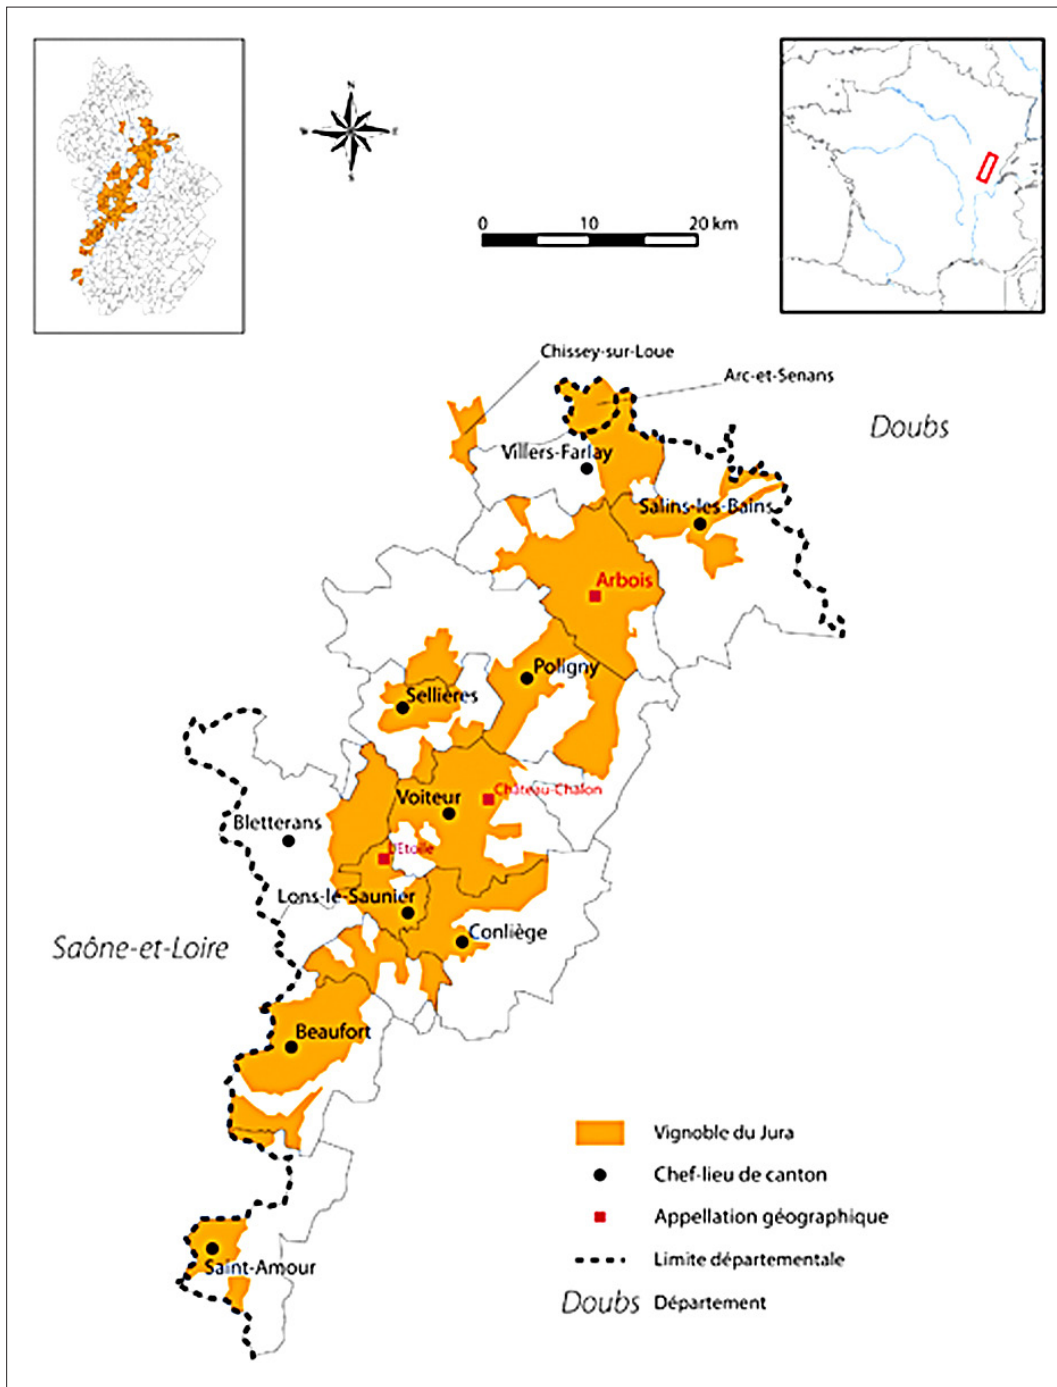 N
E
S
0 10 20 km
Chissey-sur-Loue
Arc-et-Senans
Doubs
Villers-Farlay
Salins-les-Bains
Arbois
Poligny
Sellières
Château-Chalon
Voiteur
Bletterans
L'Etoile
Lons-le-Saunier
Conliège
Saône-et-Loire
Beaufort
Vignoble du Jura
Chef-lieu de canton
Appellation géographique
Saint-Amour
Limite départementale
Doubs Département